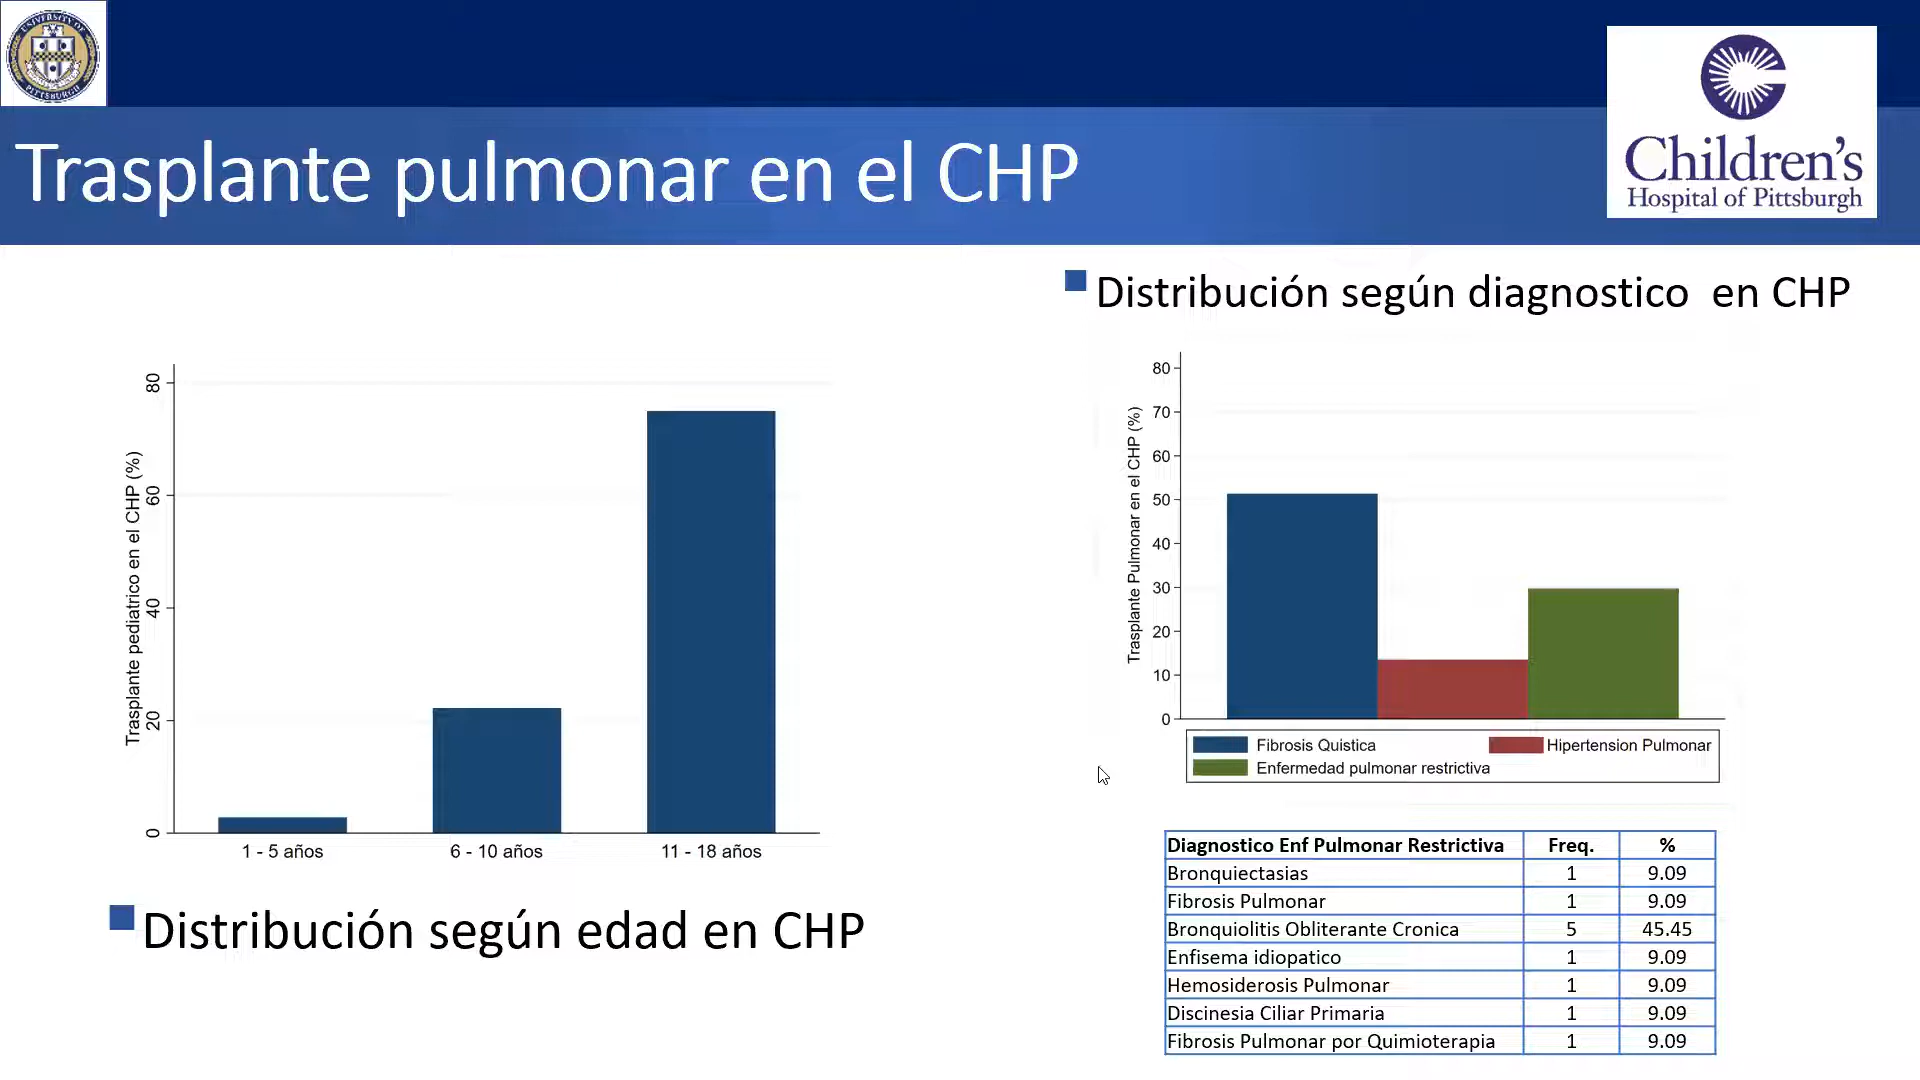 UNIVERSITY OF
PITTSBURGH
Trasplante pulmonar en el CHP
Children's
Hospital of Pittsburgh
Distribución según diagnostico en CHP
Trasplante pediatrico en el CHP (%)
80
60
40
20
0
1 - 5 años
6 - 10 años
11 - 18 años
Distribución según edad en CHP
Trasplante Pulmonar en el CHP (%)
80
70
60
50
40
30
20
10
0
Fibrosis Quistica
Hipertension Pulmonar
Enfermedad pulmonar restrictiva
Diagnostico Enf Pulmonar Restrictiva Freq. %
Bronquiectasias 1 9.09
Fibrosis Pulmonar 1 9.09
Bronquiolitis Obliterante Cronica 5 45.45
Enfisema idiopatico 1 9.09
Hemosiderosis Pulmonar 1 9.09
Discinesia Ciliar Primaria 1 9.09
Fibrosis Pulmonar por Quimioterapia 1 9.09